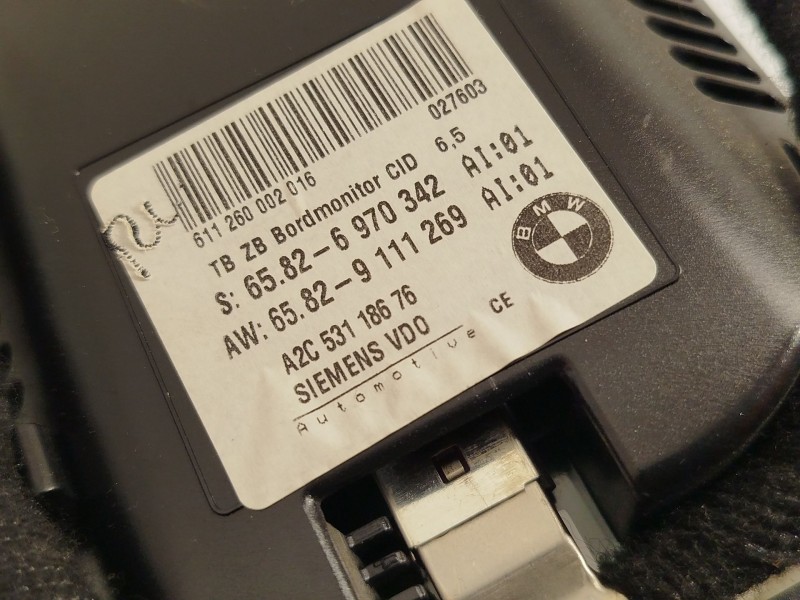 027603
611 260 002 016
TB ZB Bordmonitor CID 6,5
S: 65.82-6 970 342 AI:01
AW: 65.82-9 111 269 AI:01
BMW
A2C 531 186 76 CE
SIEMENS VDO
Automotive